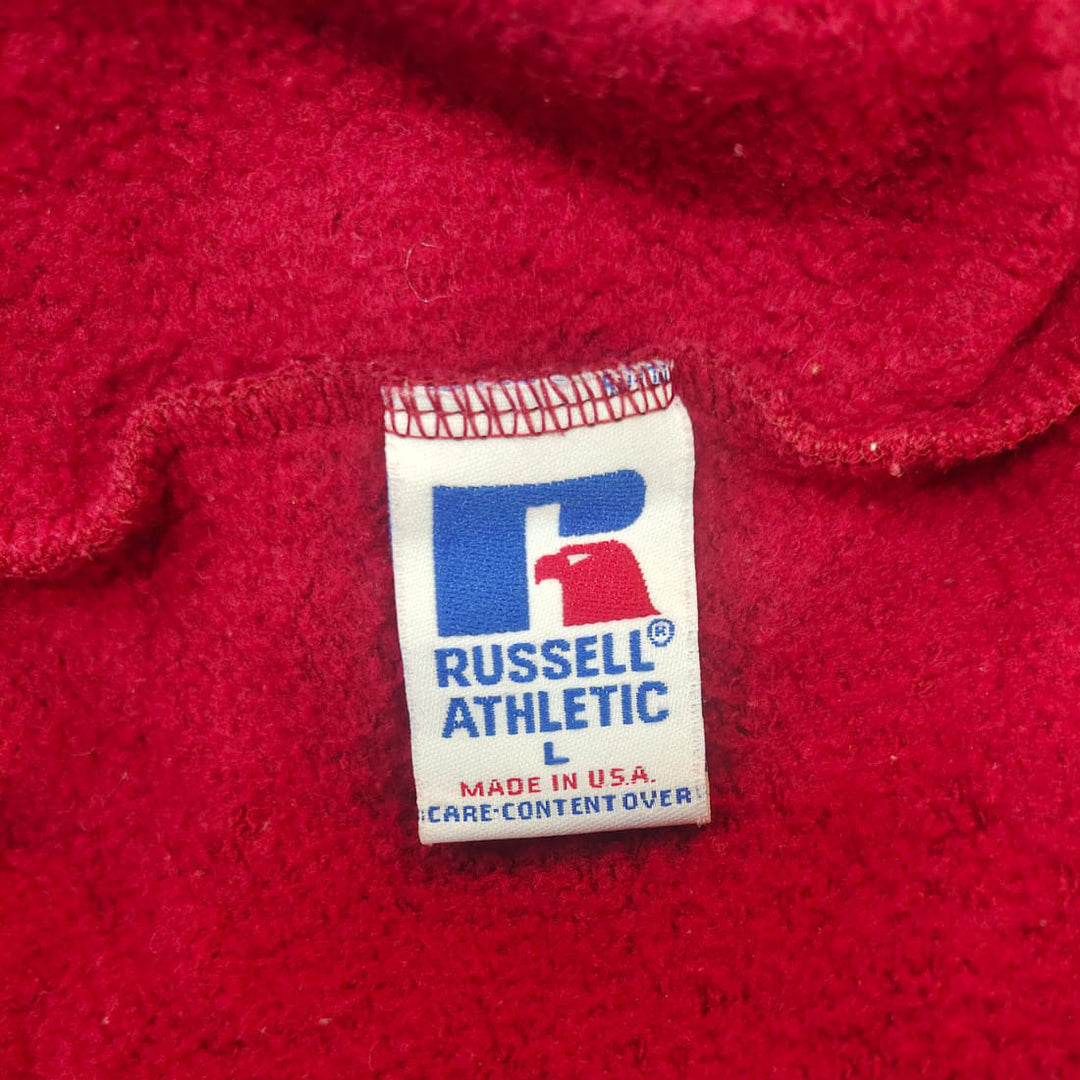 RUSSELL®
ATHLETIC
L
MADE IN U.S.A.
CARE·CONTENT OVER